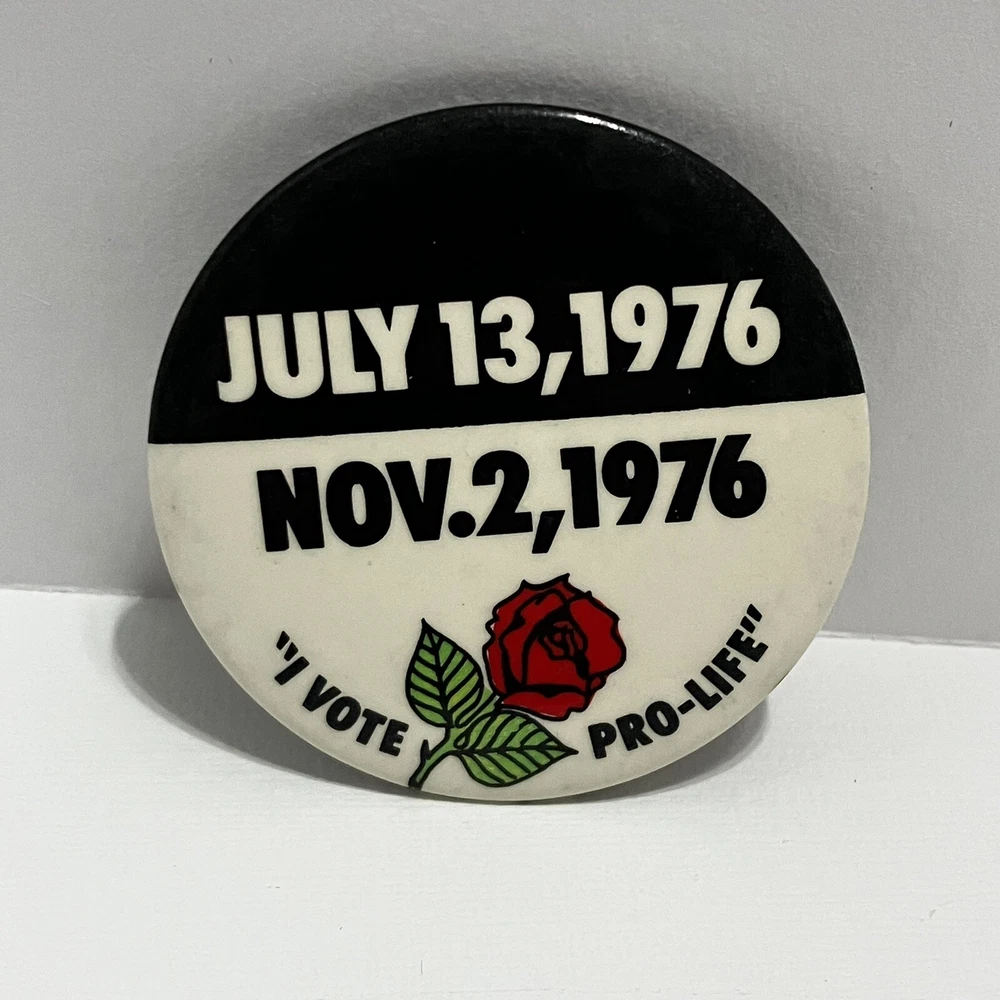 JULY 13,1976
NOV.2,1976
"I VOTE PRO-LIFE"